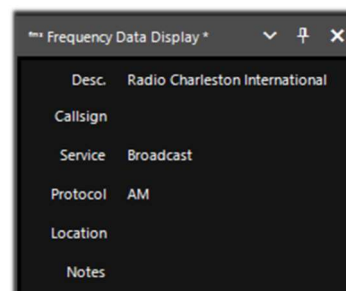 Frequency Data Display *
Desc. Radio Charleston International
Callsign
Service Broadcast
Protocol AM
Location
Notes